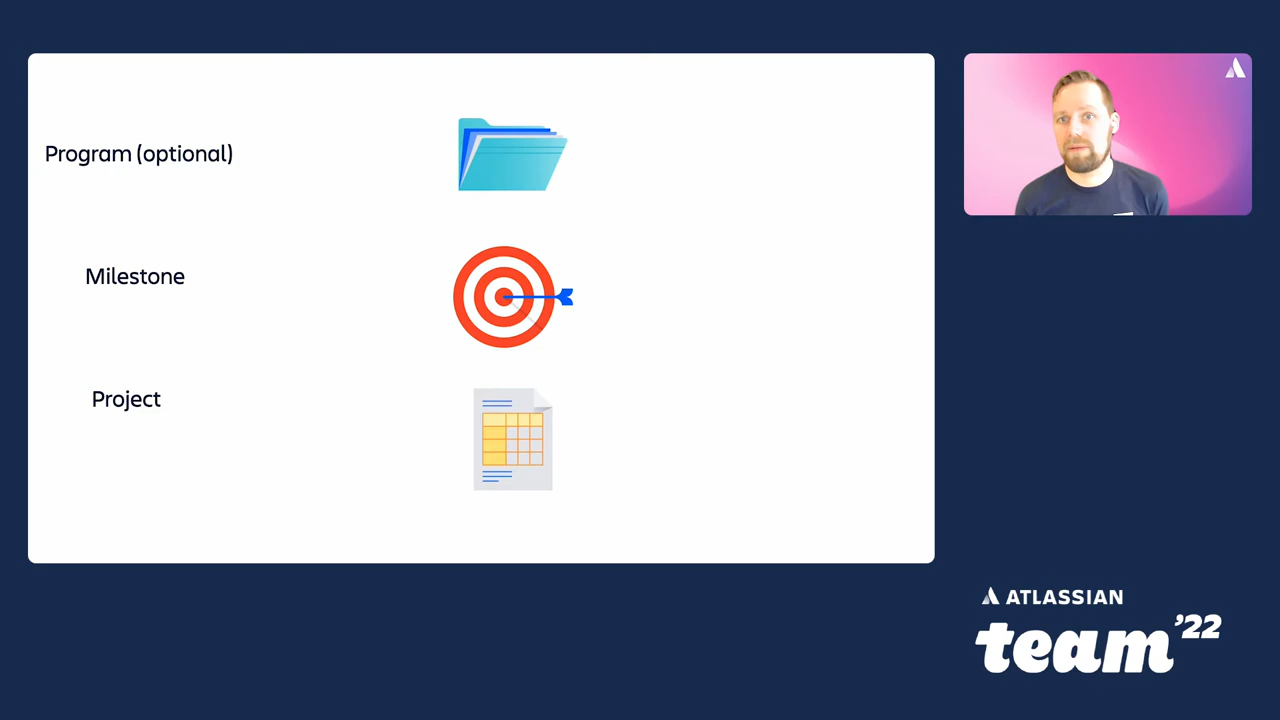 Program (optional)
Milestone
Project
ATLASSIAN
team '22